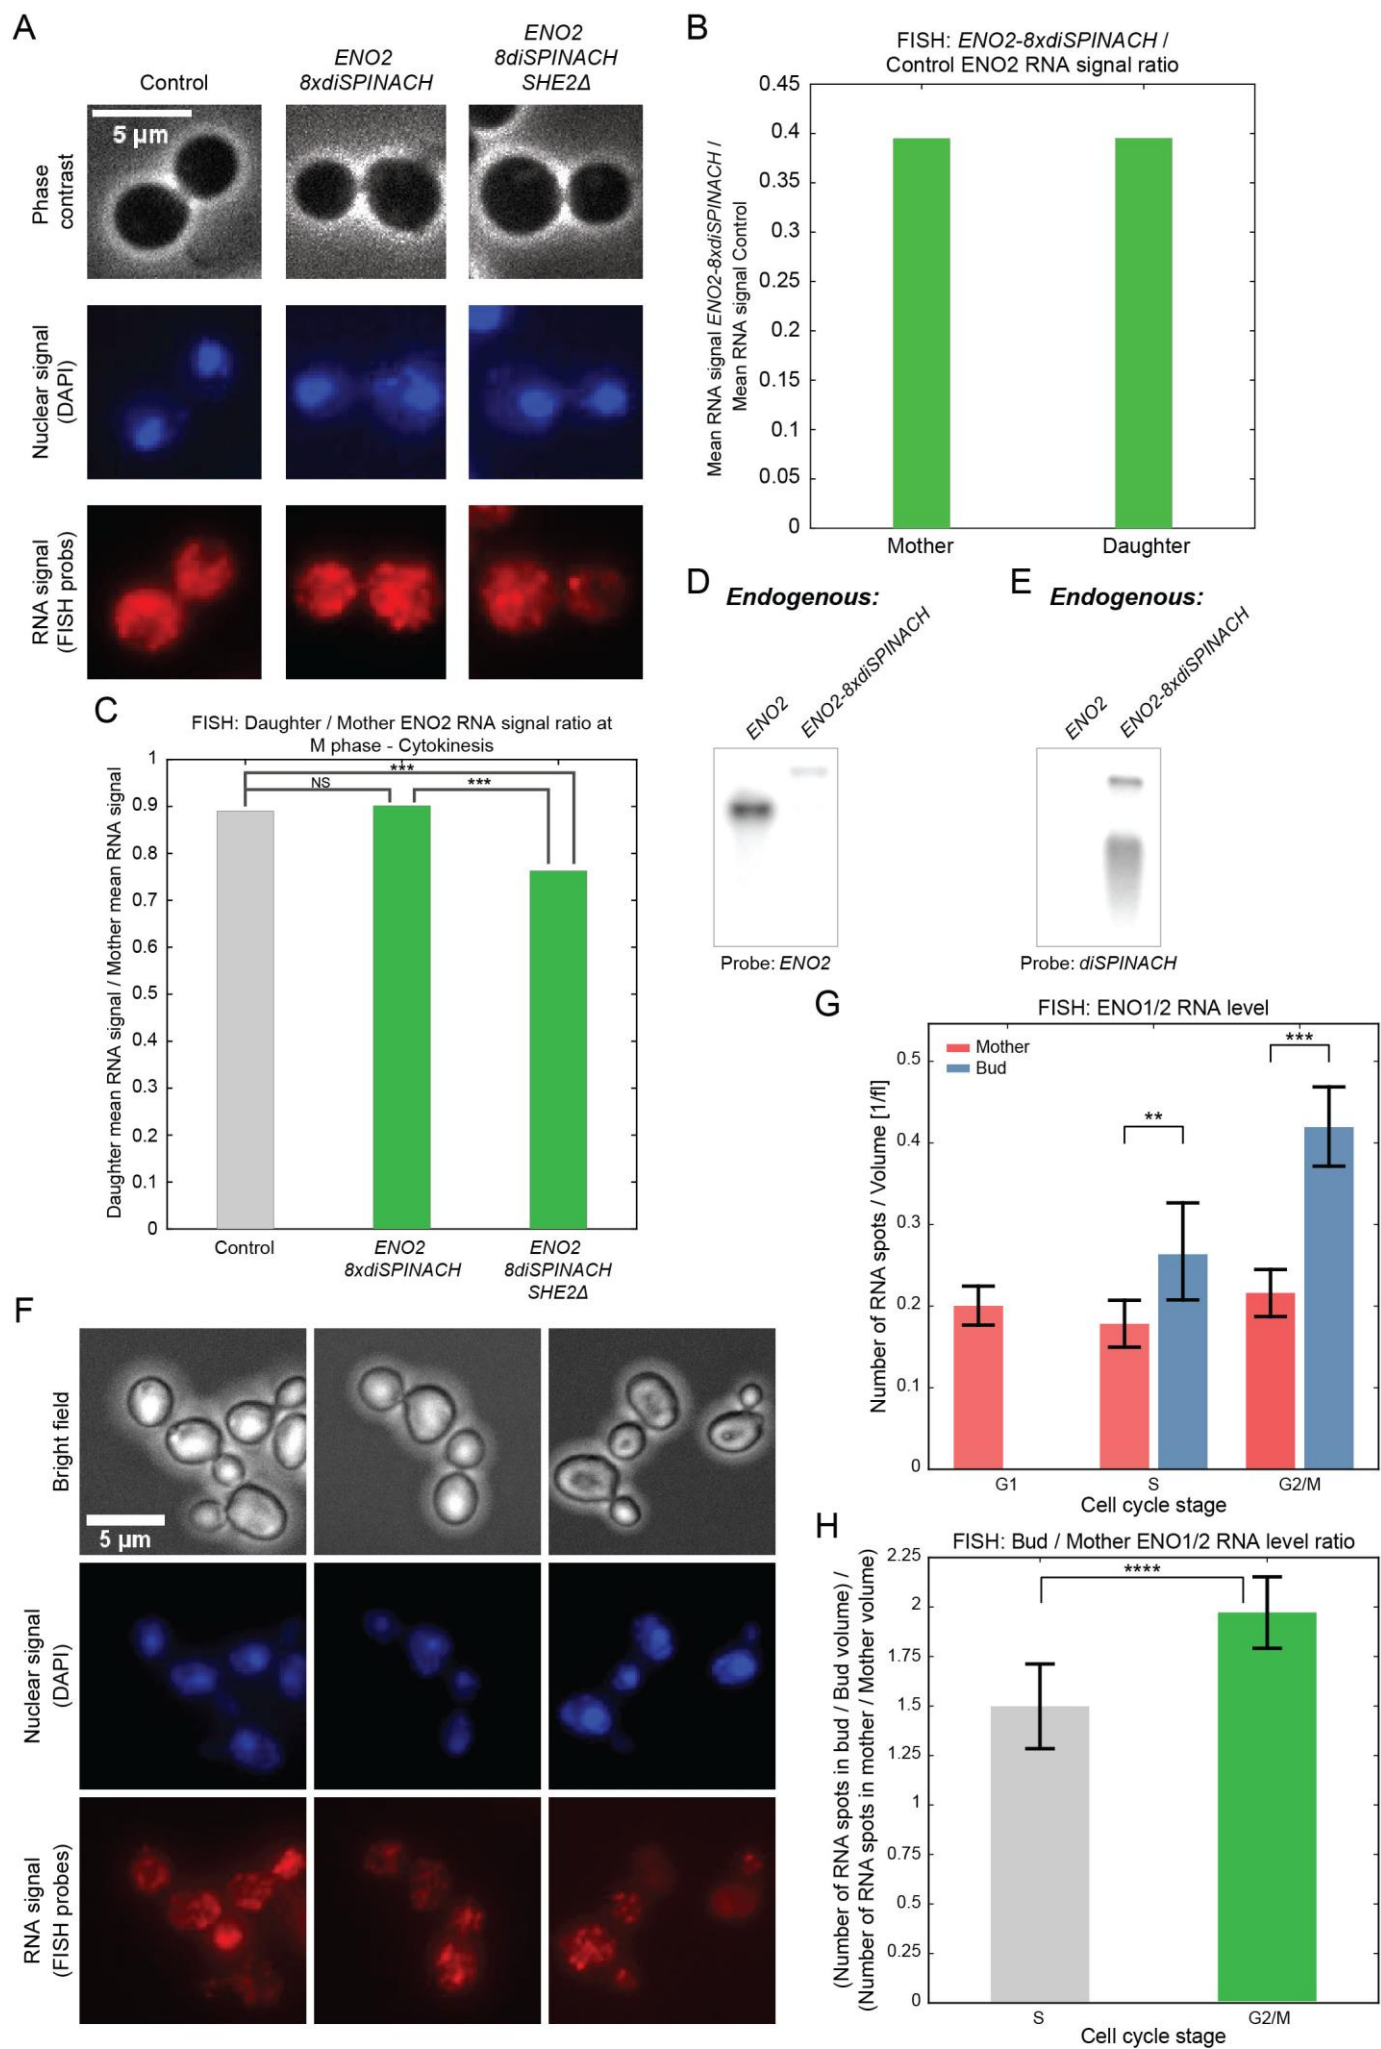 A
Control
ENO2
8xdiSPINACH
ENO2
8diSPINACH
SHE2Δ
Phase
contrast
5 µm
Nuclear signal
(DAPI)
RNA signal
(FISH probs)
B
FISH: ENO2-8xdiSPINACH /
Control ENO2 RNA signal ratio
Mean RNA signal ENO2-8xdiSPINACH /
Mean RNA signal Control
0.45
0.4
0.35
0.3
0.25
0.2
0.15
0.1
0.05
0
Mother
Daughter
C
FISH: Daughter / Mother ENO2 RNA signal ratio at
M phase - Cytokinesis
Daughter mean RNA signal / Mother mean RNA signal
1
0.9
0.8
0.7
0.6
0.5
0.4
0.3
0.2
0.1
0
***
NS
***
Control
ENO2
8xdiSPINACH
ENO2
8diSPINACH
SHE2Δ
D
Endogenous:
ENO2
ENO2-8xdiSPINACH
Probe: ENO2
E
Endogenous:
ENO2
ENO2-8xdiSPINACH
Probe: diSPINACH
F
Bright field
5 µm
Nuclear signal
(DAPI)
RNA signal
(FISH probes)
G
FISH: ENO1/2 RNA level
Mother
Bud
Number of RNA spots / Volume [1/fl]
0.5
0.4
0.3
0.2
0.1
0
**
***
G1
S
G2/M
Cell cycle stage
H
FISH: Bud / Mother ENO1/2 RNA level ratio
(Number of RNA spots in bud / Bud volume) /
(Number of RNA spots in mother / Mother volume)
2.25
2
1.75
1.5
1.25
1
0.75
0.5
0.25
0
****
S
G2/M
Cell cycle stage